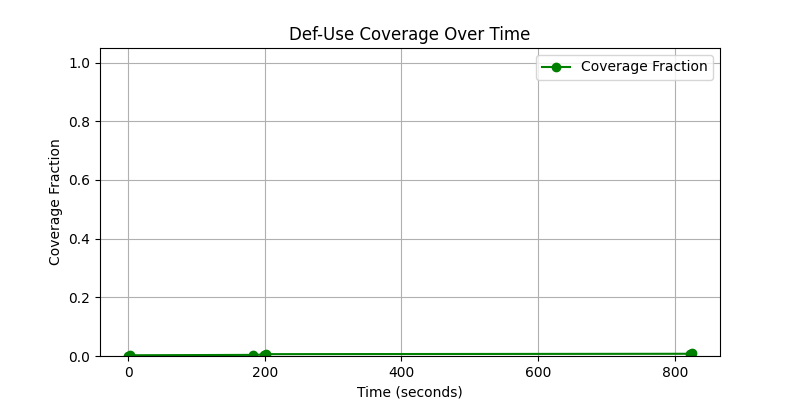 Def-Use Coverage Over Time
Coverage Fraction
1.0
0.8
0.6
0.4
0.2
0.0
Coverage Fraction
0 200 400 600 800
Time (seconds)